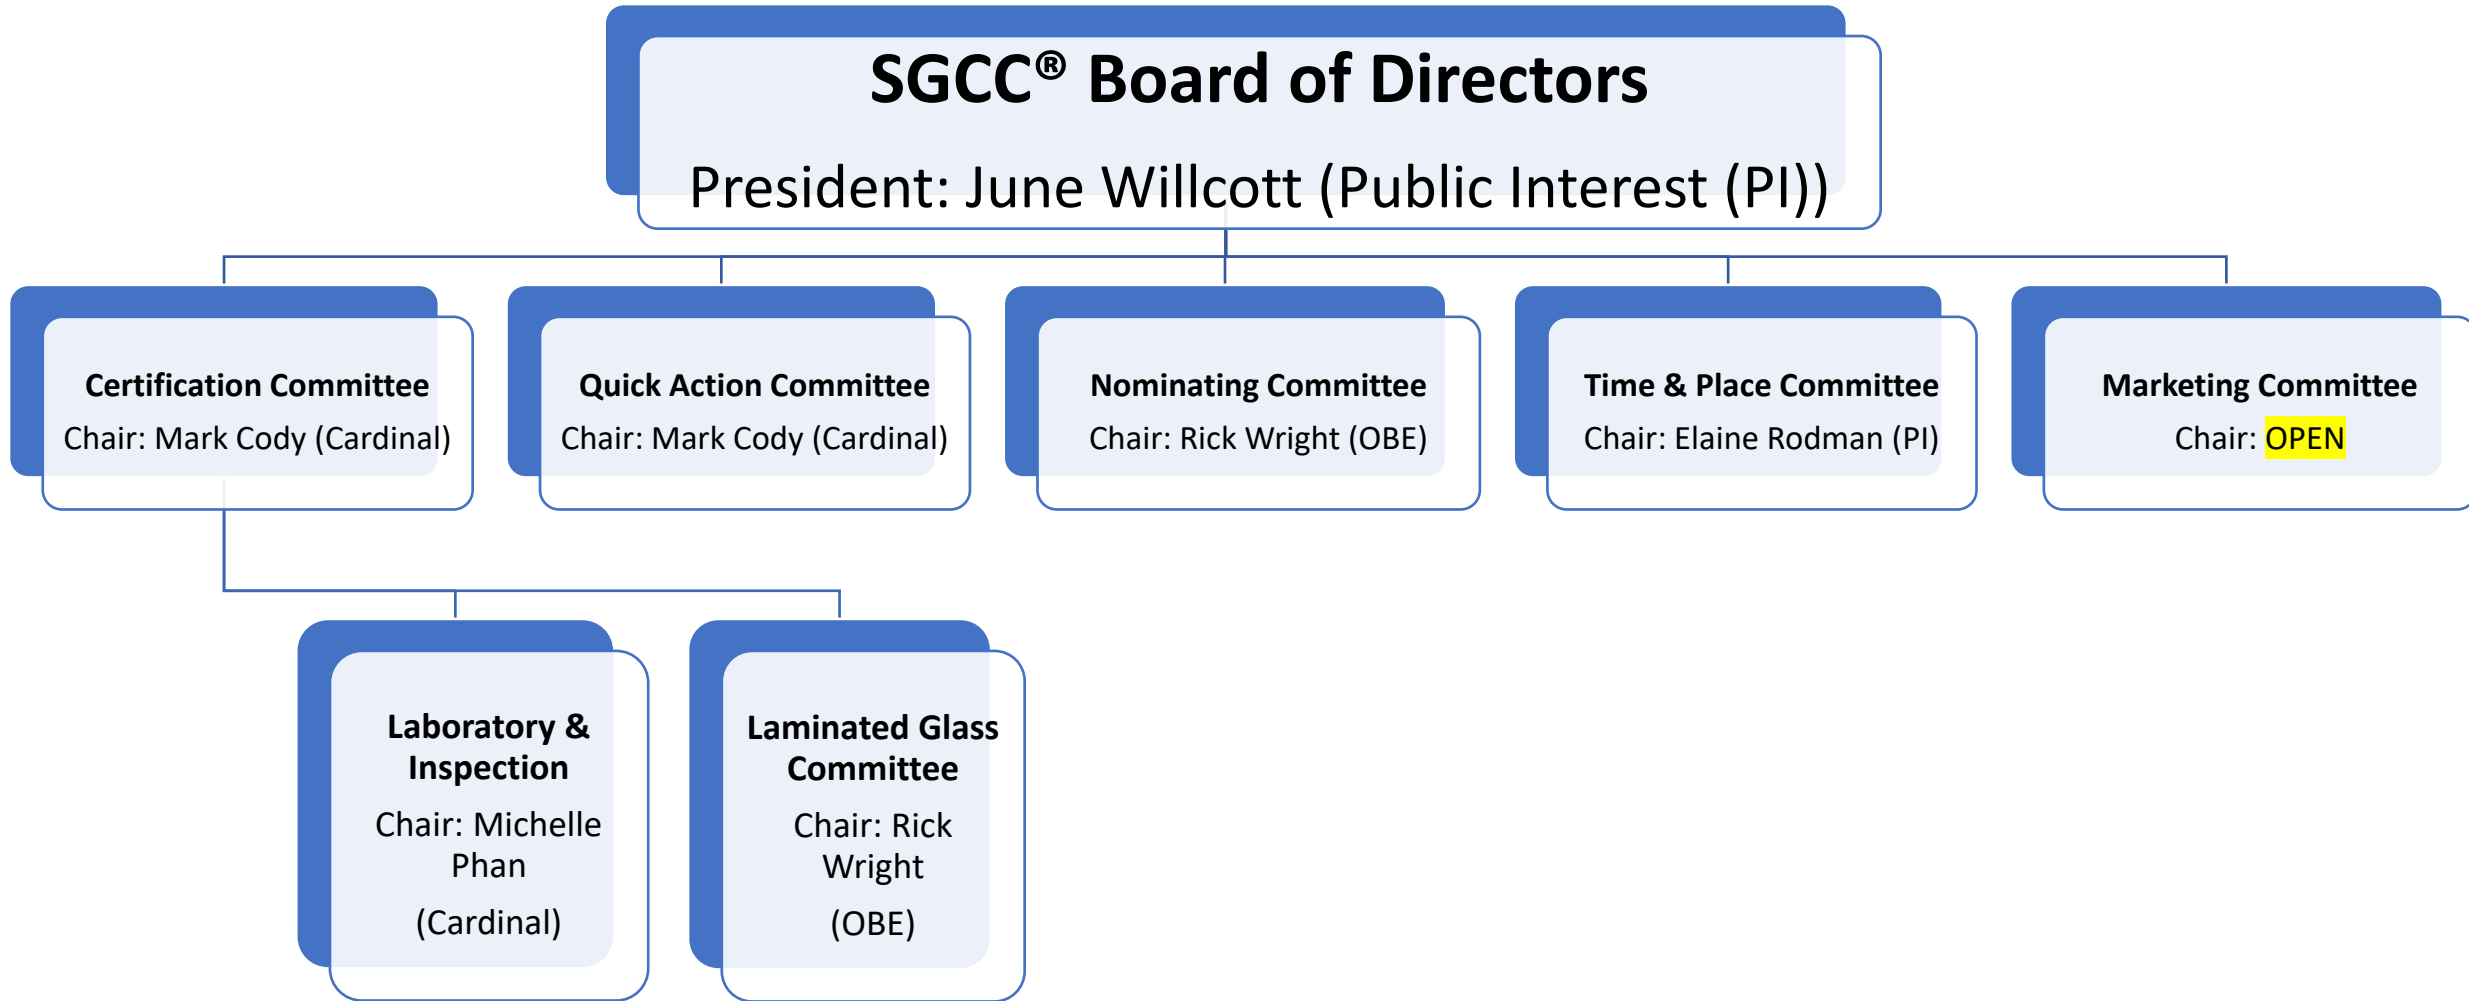 SGCC® Board of Directors
President: June Willcott (Public Interest (PI))
Certification Committee
Chair: Mark Cody (Cardinal)
Quick Action Committee
Chair: Mark Cody (Cardinal)
Nominating Committee
Chair: Rick Wright (OBE)
Time & Place Committee
Chair: Elaine Rodman (PI)
Marketing Committee
Chair: OPEN
Laboratory &
Inspection
Chair: Michelle
Phan
(Cardinal)
Laminated Glass
Committee
Chair: Rick
Wright
(OBE)